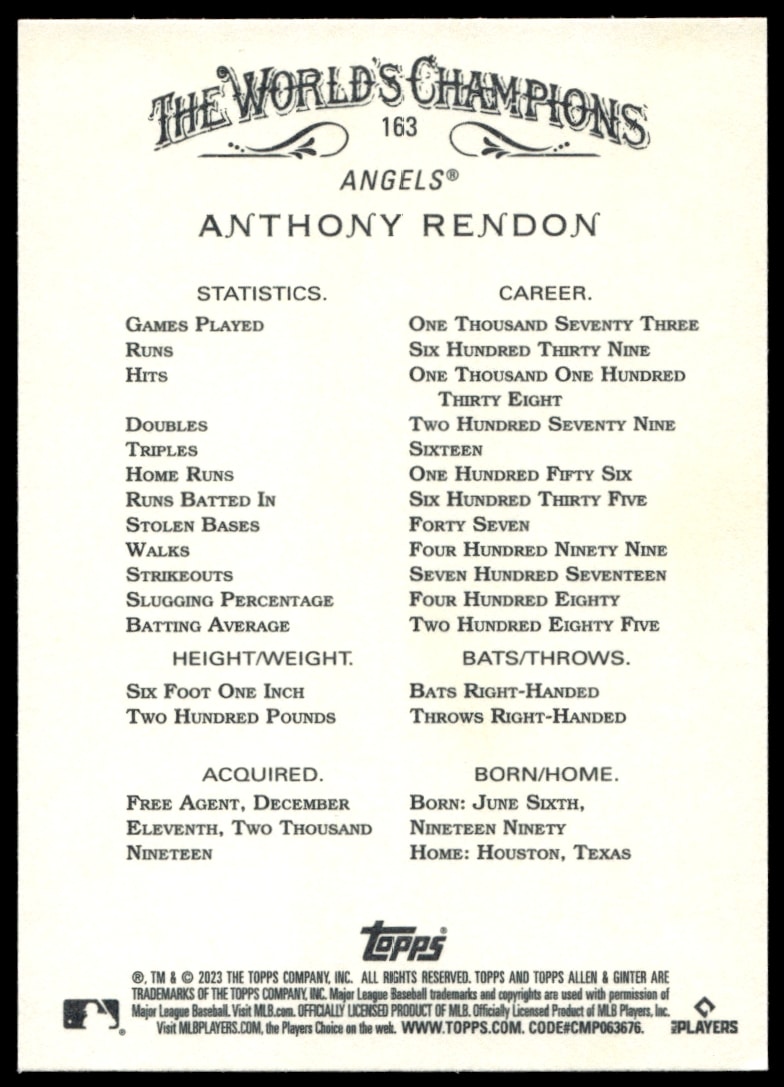 THE WORLD'S CHAMPIONS
163
ANGELS®
ANTHONY RENDON
STATISTICS. CAREER.
GAMES PLAYED ONE THOUSAND SEVENTY THREE
RUNS SIX HUNDRED THIRTY NINE
HITS ONE THOUSAND ONE HUNDRED
THIRTY EIGHT
DOUBLES TWO HUNDRED SEVENTY NINE
TRIPLES SIXTEEN
HOME RUNS ONE HUNDRED FIFTY SIX
RUNS BATTED IN SIX HUNDRED THIRTY FIVE
STOLEN BASES FORTY SEVEN
WALKS FOUR HUNDRED NINETY NINE
STRIKEOUTS SEVEN HUNDRED SEVENTEEN
SLUGGING PERCENTAGE FOUR HUNDRED EIGHTY
BATTING AVERAGE TWO HUNDRED EIGHTY FIVE
HEIGHT/WEIGHT. BATS/THROWS.
SIX FOOT ONE INCH BATS RIGHT-HANDED
TWO HUNDRED POUNDS THROWS RIGHT-HANDED
ACQUIRED. BORN/HOME.
FREE AGENT, DECEMBER BORN: JUNE SIXTH,
ELEVENTH, TWO THOUSAND NINETEEN NINETY
NINETEEN HOME: HOUSTON, TEXAS
topps®
®, TM & © 2023 THE TOPPS COMPANY, INC. ALL RIGHTS RESERVED. TOPPS AND TOPPS ALLEN & GINTER ARE
TRADEMARKS OF THE TOPPS COMPANY, INC. Major League Baseball trademarks and copyrights are used with permission of
Major League Baseball. Visit MLB.com. OFFICIALLY LICENSED PRODUCT OF MLB. Officially Licensed Product of MLB Players, Inc.
Visit MLBPLAYERS.COM, the Players Choice on the web. WWW.TOPPS.COM. CODE#CMP063676.
MLB PLAYERS